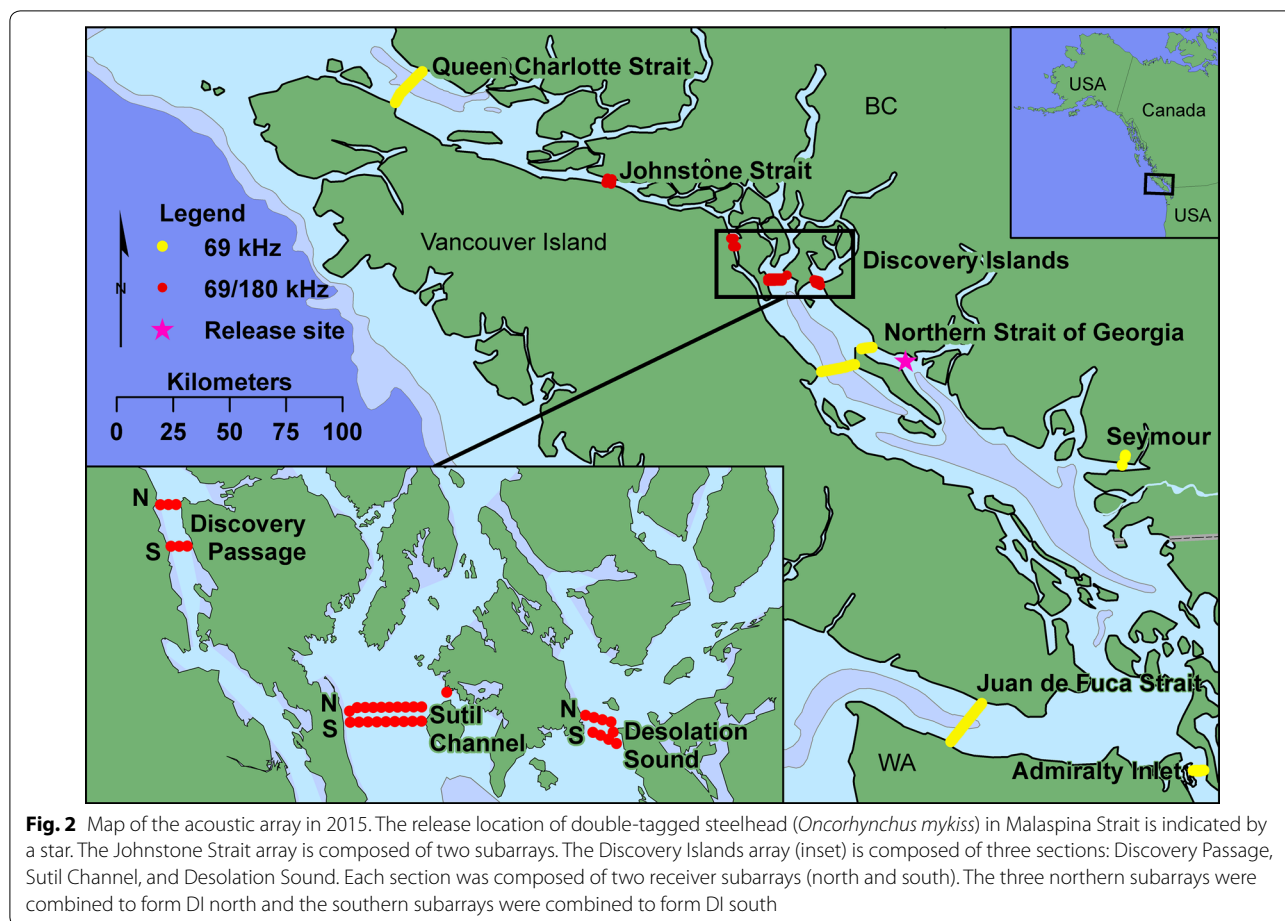 Queen Charlotte Strait
BC
USA
Canada
USA
Johnstone Strait
Legend
69 kHz
69/180 kHz
Release site
N
Vancouver Island
Discovery Islands
Northern Strait of Georgia
Kilometers
0 25 50 75 100
Seymour
N
Discovery
S
Passage
N
Sutil
S
Channel
N
Desolation
S
Sound
Juan de Fuca Strait
WA
Admiralty Inlet
Fig. 2 Map of the acoustic array in 2015. The release location of double-tagged steelhead (Oncorhynchus mykiss) in Malaspina Strait is indicated by
a star. The Johnstone Strait array is composed of two subarrays. The Discovery Islands array (inset) is composed of three sections: Discovery Passage,
Sutil Channel, and Desolation Sound. Each section was composed of two receiver subarrays (north and south). The three northern subarrays were
combined to form DI north and the southern subarrays were combined to form DI south